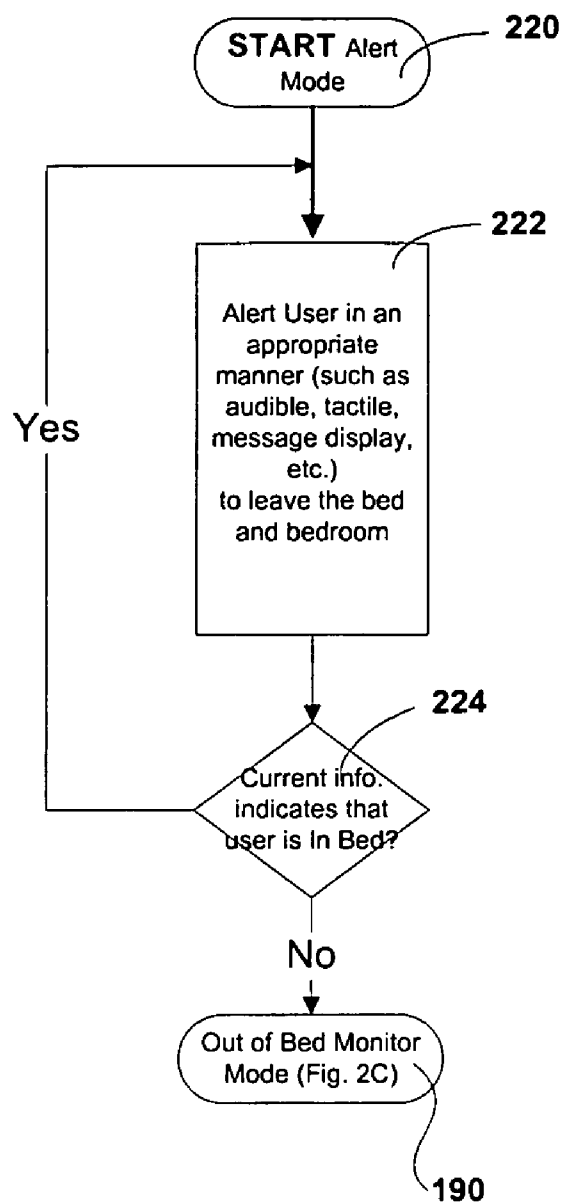 START Alert
Mode
220
222
Alert User in an
appropriate
manner (such as
audible, tactile,
message display,
etc.)
to leave the bed
and bedroom
Yes
224
Current info.
indicates that
user is In Bed?
No
Out of Bed Monitor
Mode (Fig. 2C)
190